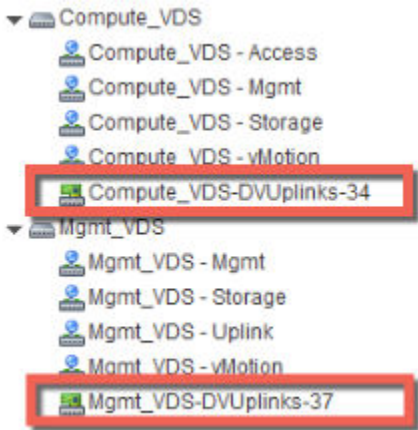 Compute_VDS
Compute_VDS - Access
Compute_VDS - Mgmt
Compute_VDS - Storage
Compute_VDS - vMotion
Compute_VDS-DVUplinks-34
Mgmt_VDS
Mgmt_VDS - Mgmt
Mgmt_VDS - Storage
Mgmt_VDS - Uplink
Mgmt_VDS - vMotion
Mgmt_VDS-DVUplinks-37